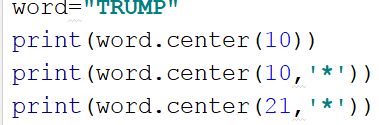 word="TRUMP"
print(word.center(10))
print(word.center(10,'*'))
print(word.center(21,'*'))